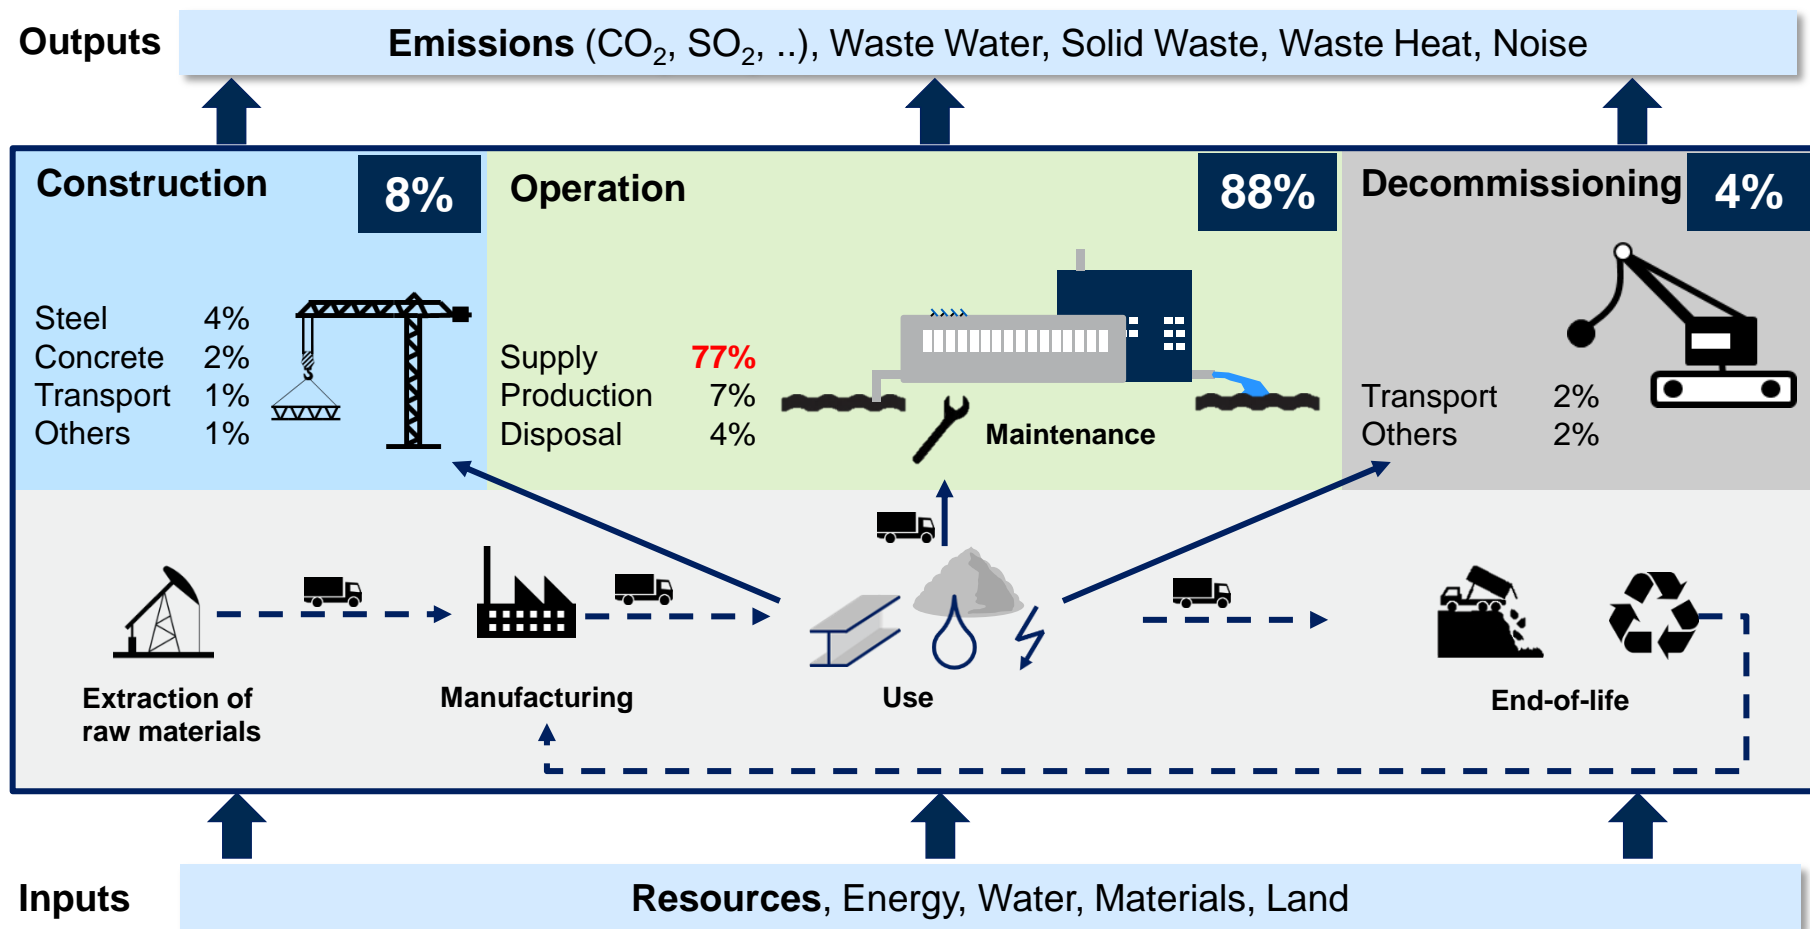 Outputs
Emissions (CO₂, SO₂, ..), Waste Water, Solid Waste, Waste Heat, Noise
Construction
8%
Steel 4%
Concrete 2%
Transport 1%
Others 1%
Operation
88%
Supply 77%
Production 7%
Disposal 4%
Maintenance
Decommissioning
4%
Transport 2%
Others 2%
Extraction of
raw materials
Manufacturing
Use
End-of-life
Inputs
Resources, Energy, Water, Materials, Land